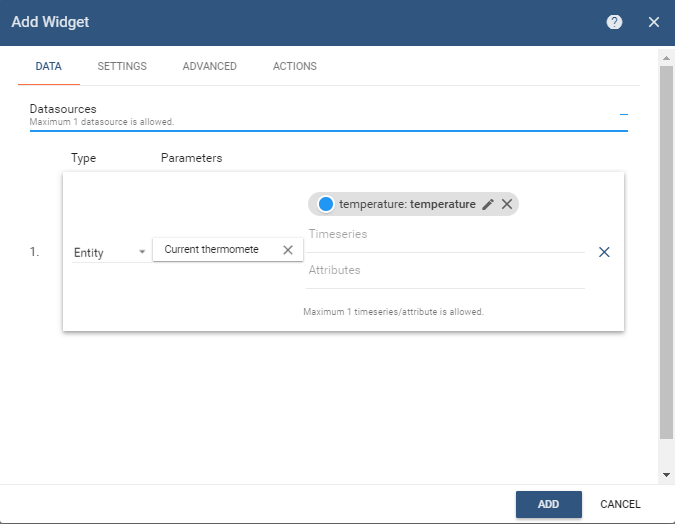 Add Widget
?
DATA SETTINGS ADVANCED ACTIONS
Datasources
Maximum 1 datasource is allowed.
Type Parameters
temperature: temperature
Timeseries
1. Entity Current thermomete
Attributes
Maximum 1 timeseries/attribute is allowed.
ADD CANCEL